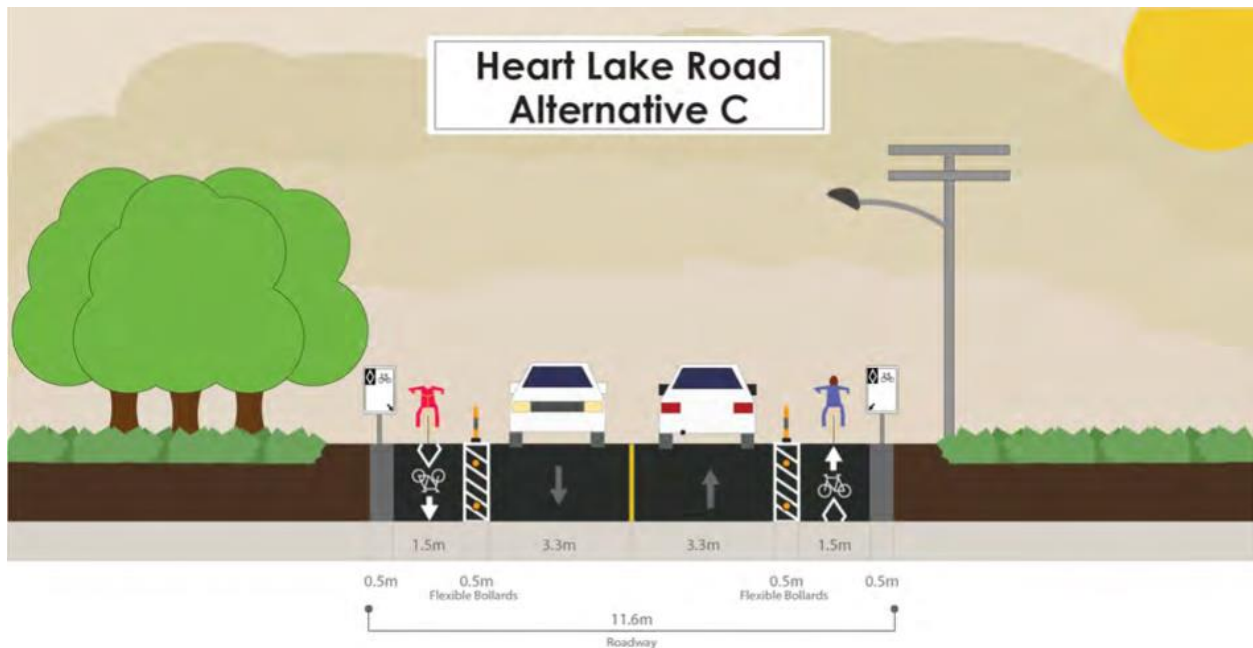 Heart Lake Road
Alternative C
1.5m 3.3m 3.3m 1.5m
0.5m 0.5m 0.5m 0.5m
Flexible Bollards Flexible Bollards
11.6m
Roadway